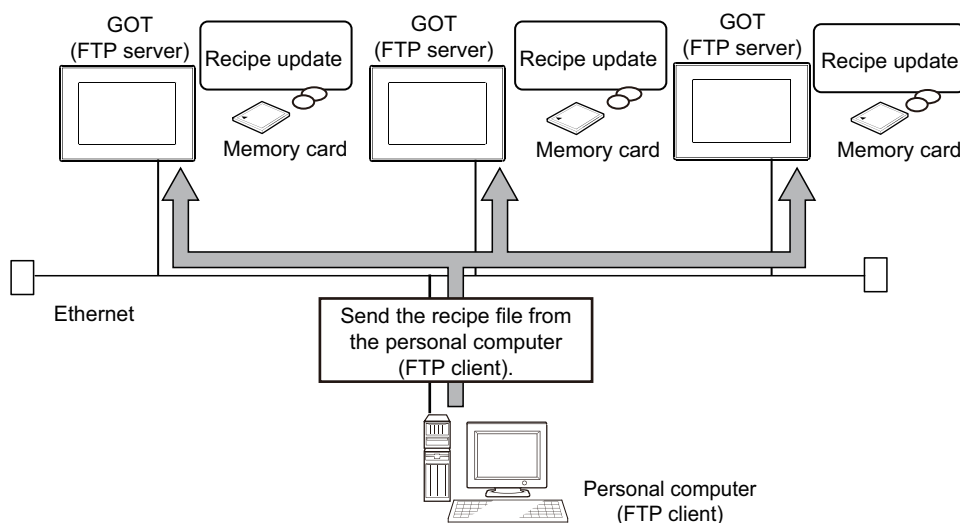 GOT
(FTP server)
Recipe update
Memory card
GOT
(FTP server)
Recipe update
Memory card
GOT
(FTP server)
Recipe update
Memory card
Ethernet
Send the recipe file from
the personal computer
(FTP client).
Personal computer
(FTP client)